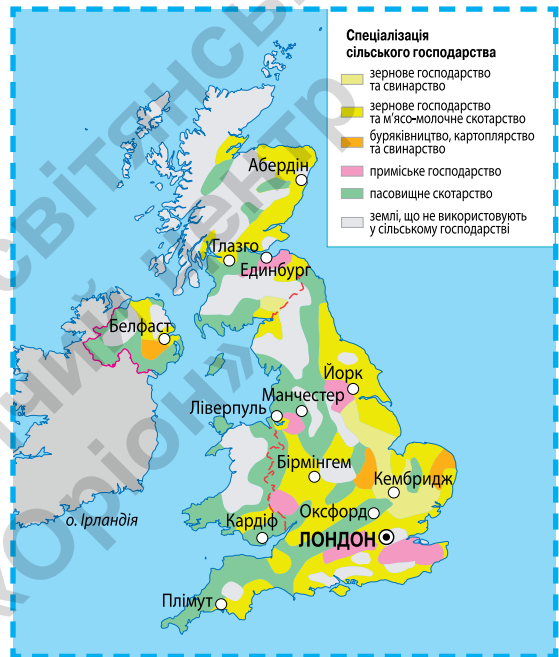 Спеціалізація
сільського господарства
зернове господарство
та свинарство
зернове господарство
та м'ясо-молочне скотарство
буряківництво, картоплярство
та свинарство
приміське господарство
пасовищне скотарство
землі, що не використовують
у сільському господарстві
Абердін
Глазго
Единбург
Белфаст
Йорк
Манчестер
Ліверпуль
Бірмінгем
Кембридж
Оксфорд
о. Ірландія
Кардіф
ЛОНДОН
Плімут
центр
«Оріон»